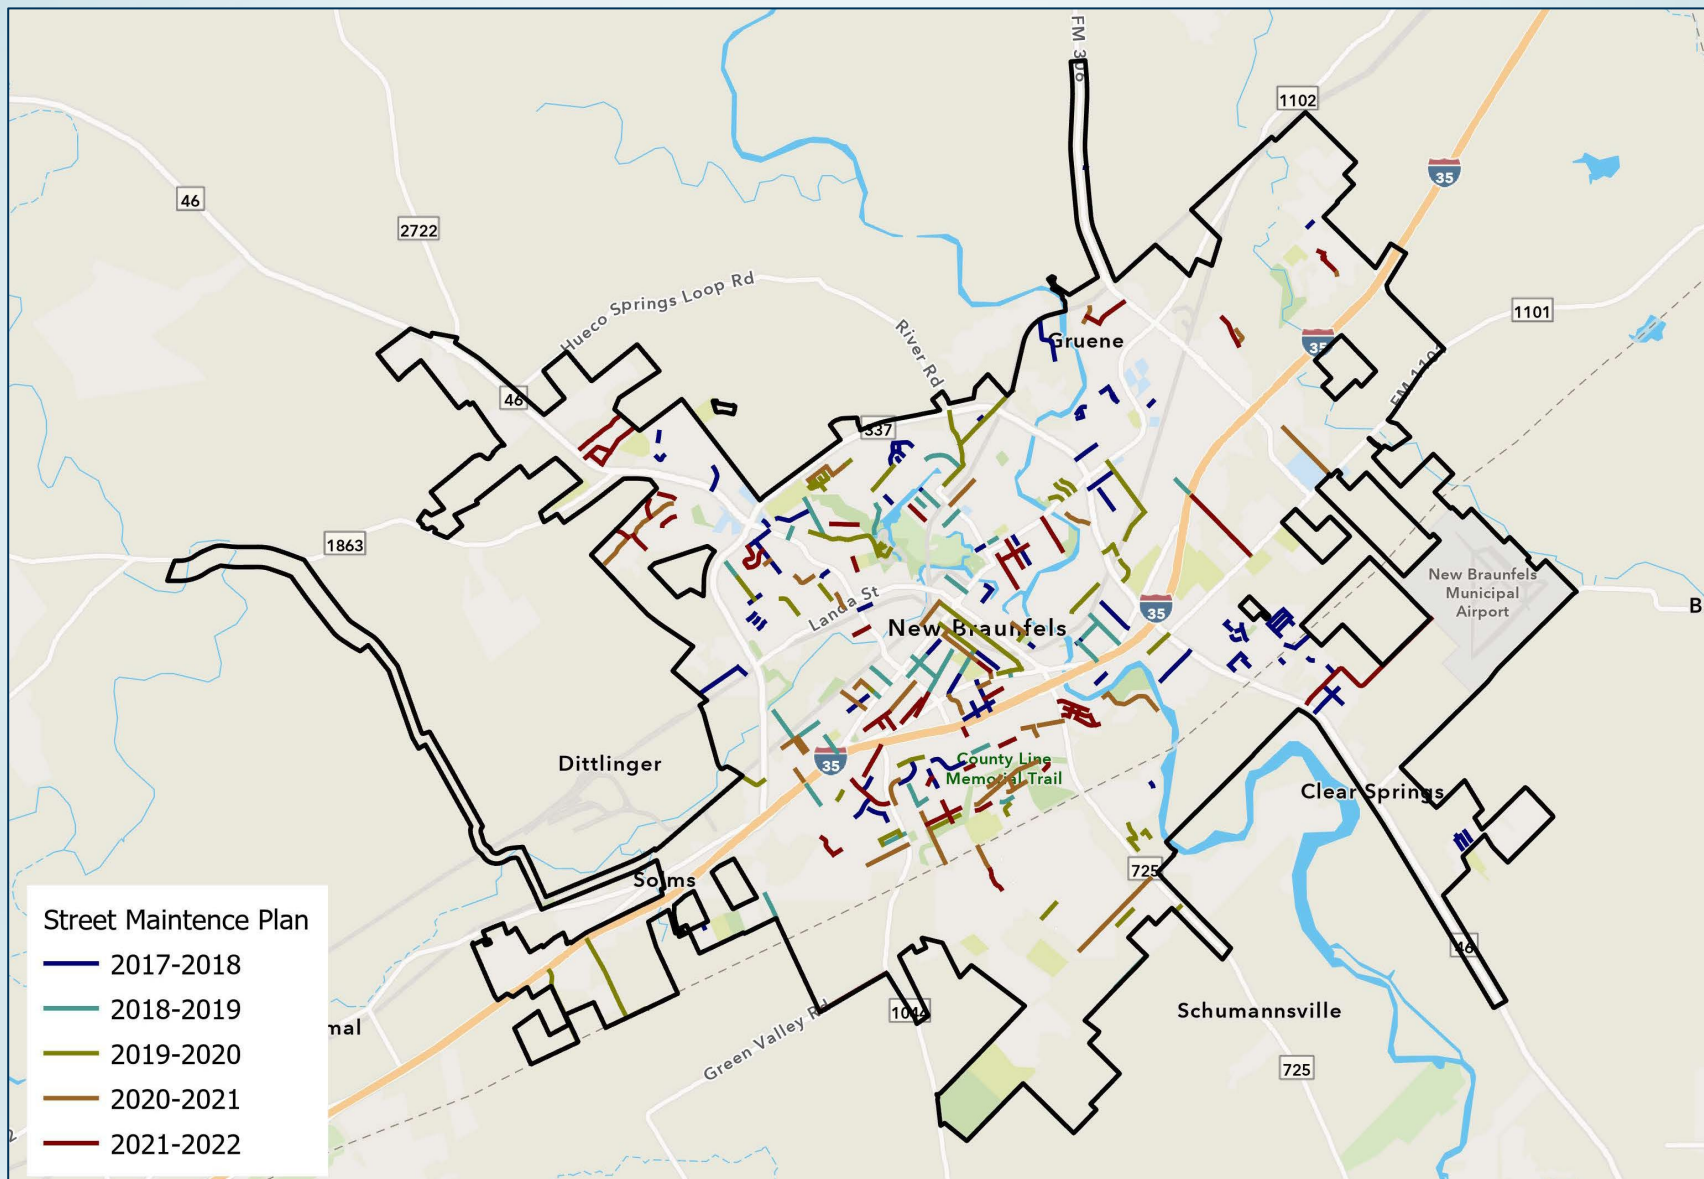 FM 306
1102
35
46
2722
Hueco Springs Loop Rd
River Rd
1101
Gruene
35
FM 1101
46
337
1863
New Braunfels
Municipal
Airport
Landa St
35
B
New Braunfels
Dittlinger
35
County Line
Memorial Trail
Clear Springs
725
Solms
46
Street Maintence Plan
2017-2018
2018-2019
2019-2020
2020-2021
2021-2022
mal
1044
Schumannsville
Green Valley Rd
725